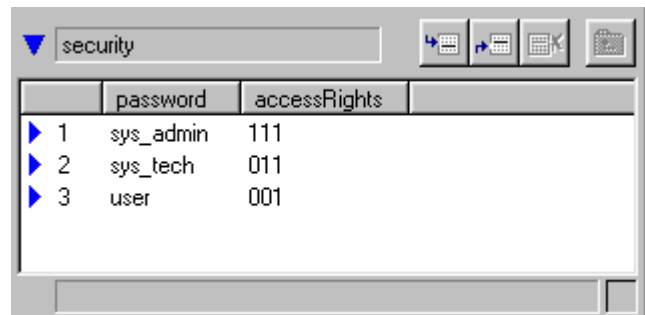 security
password accessRights
1 sys_admin 111
2 sys_tech 011
3 user 001